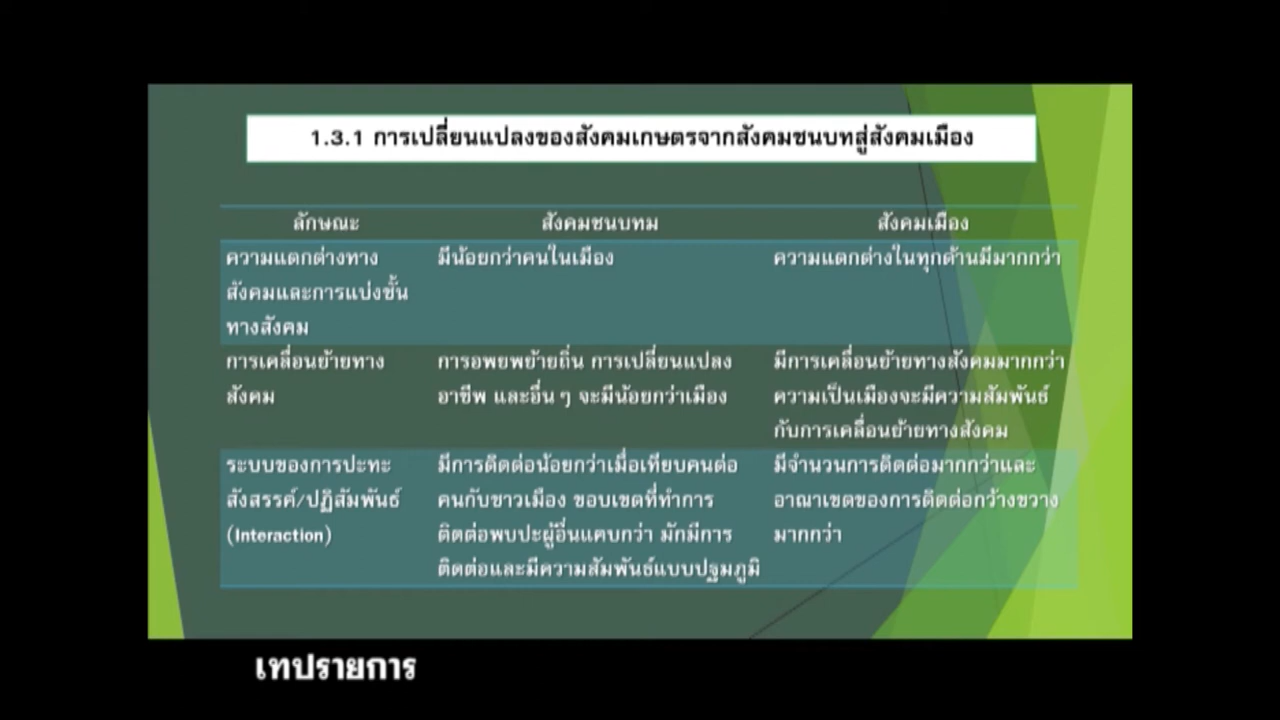 1.3.1 การเปลี่ยนแปลงของสังคมเกษตรจากสังคมชนบทสู่สังคมเมือง
ลักษณะ สังคมชนบทม สังคมเมือง
ความแตกต่างทาง มีน้อยกว่าคนในเมือง ความแตกต่างในทุกด้านมีมากกว่า
สังคมและการแบ่งชั้น
ทางสังคม
การเคลื่อนย้ายทาง การอพยพย้ายถิ่น การเปลี่ยนแปลง มีการเคลื่อนย้ายทางสังคมมากกว่า
สังคม อาชีพ และอื่น ๆ จะมีน้อยกว่าเมือง ความเป็นเมืองจะมีความสัมพันธ์
กับการเคลื่อนย้ายทางสังคม
ระบบของการปะทะ มีการติดต่อน้อยกว่าเมื่อเทียบคนต่อ มีจำนวนการติดต่อมากกว่าและ
สังสรรค์/ปฏิสัมพันธ์ คนกับชาวเมือง ขอบเขตที่ทำการ อาณาเขตของการติดต่อกว้างขวาง
(Interaction) ติดต่อพบปะผู้อื่นแคบกว่า มักมีการ มากกว่า
ติดต่อและมีความสัมพันธ์แบบปฐมภูมิ
เทปรายการ